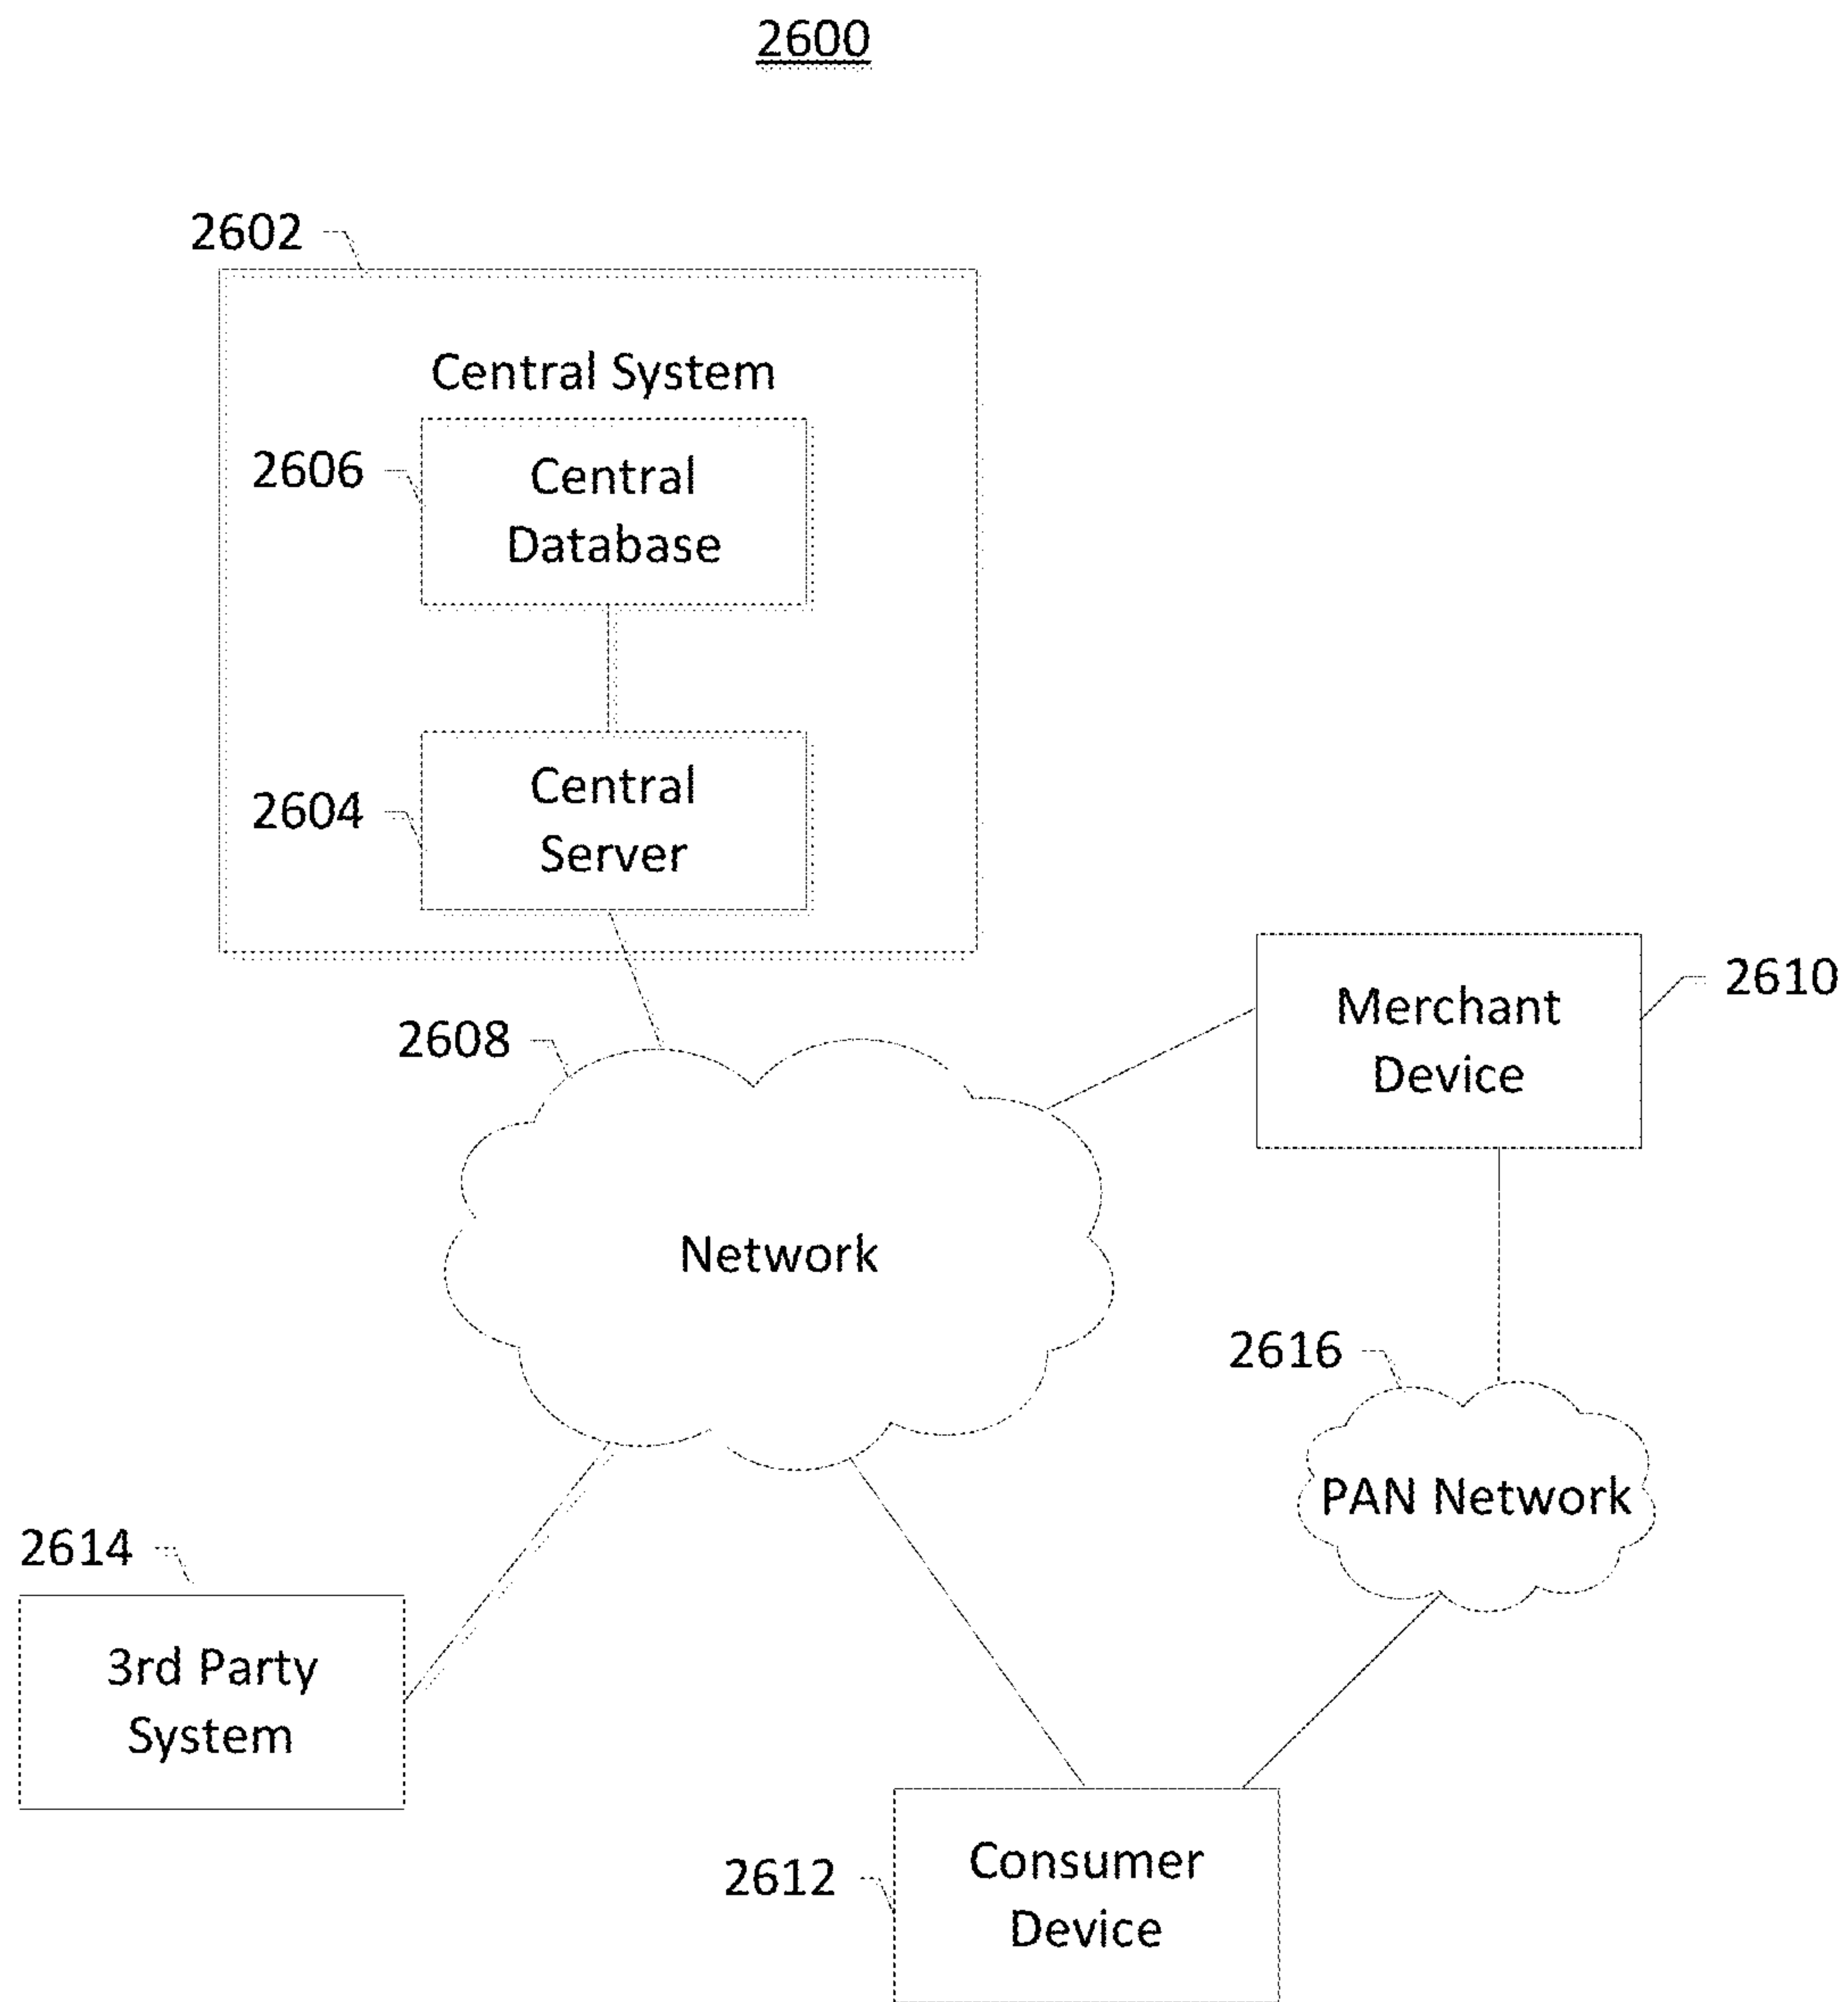 2600
2602
Central System
2606
Central
Database
2604
Central
Server
2608
Merchant
Device
2610
Network
2616
PAN Network
2614
3rd Party
System
2612
Consumer
Device